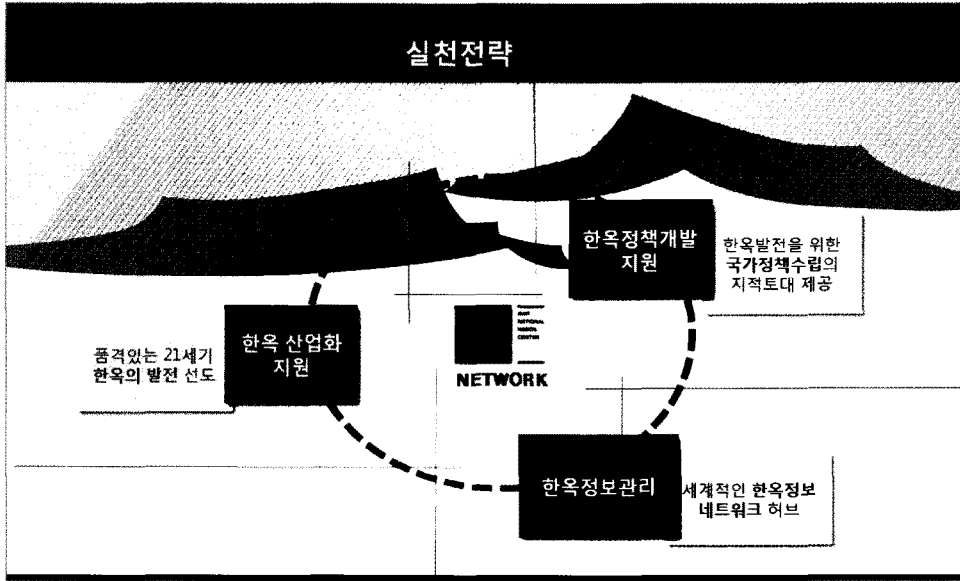 실천전략
한옥정책개발
지원
한옥발전을 위한
국가정책수립의
지적토대 제공
한옥 산업화
지원
품격있는 21세기
한옥의 발전 선도
NATIONAL
HANOK
CENTER
NETWORK
한옥정보관리
세계적인 한옥정보
네트워크 허브